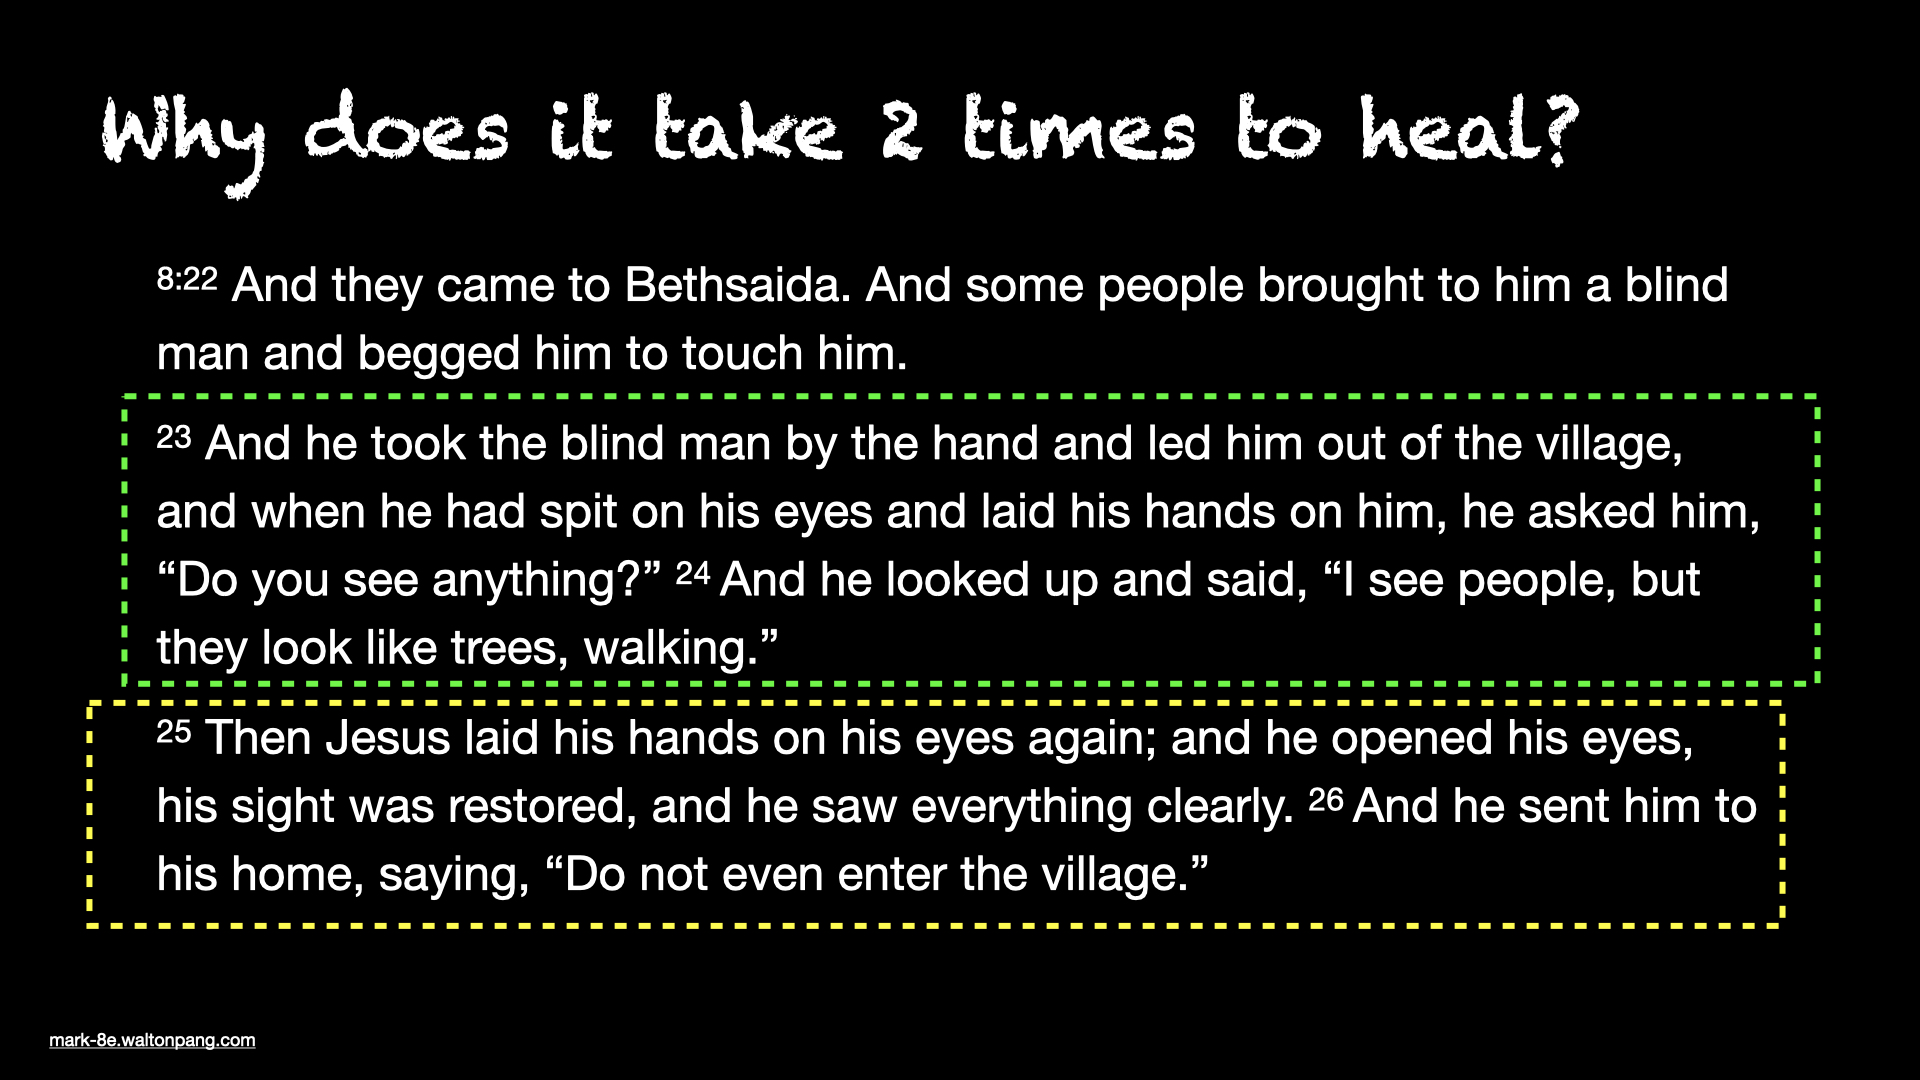 Why does it take 2 times to heal?
8:22 And they came to Bethsaida. And some people brought to him a blind
man and begged him to touch him.
23 And he took the blind man by the hand and led him out of the village,
and when he had spit on his eyes and laid his hands on him, he asked him,
“Do you see anything?” 24 And he looked up and said, “I see people, but
they look like trees, walking.”
25 Then Jesus laid his hands on his eyes again; and he opened his eyes,
his sight was restored, and he saw everything clearly. 26 And he sent him to
his home, saying, “Do not even enter the village.”
mark-8e.waltonpang.com